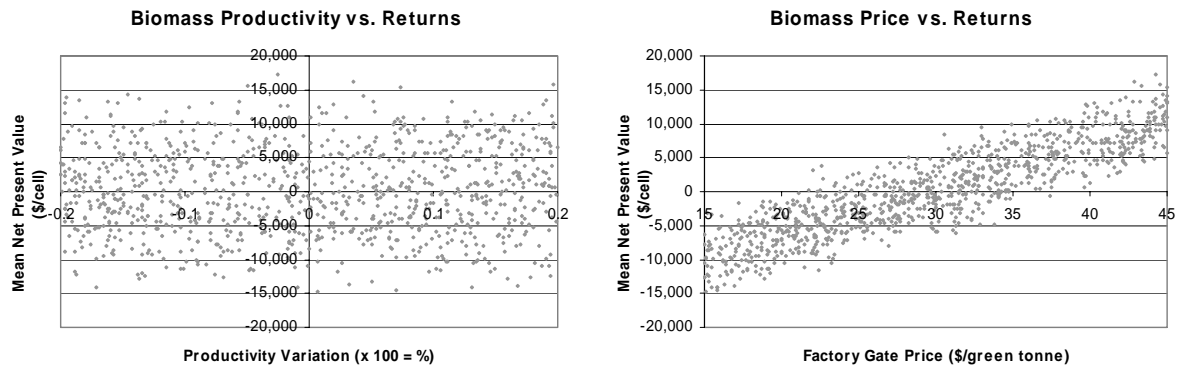 Biomass Productivity vs. Returns
Mean Net Present Value
($/cell)
20,000
15,000
10,000
5,000
0
-5,000
-10,000
-15,000
-20,000
-0.2 -0.1 0 0.1 0.2
Productivity Variation (x 100 = %)
Biomass Price vs. Returns
Mean Net Present Value
($/cell)
20,000
15,000
10,000
5,000
0
-5,000
-10,000
-15,000
-20,000
15 20 25 30 35 40 45
Factory Gate Price ($/green tonne)